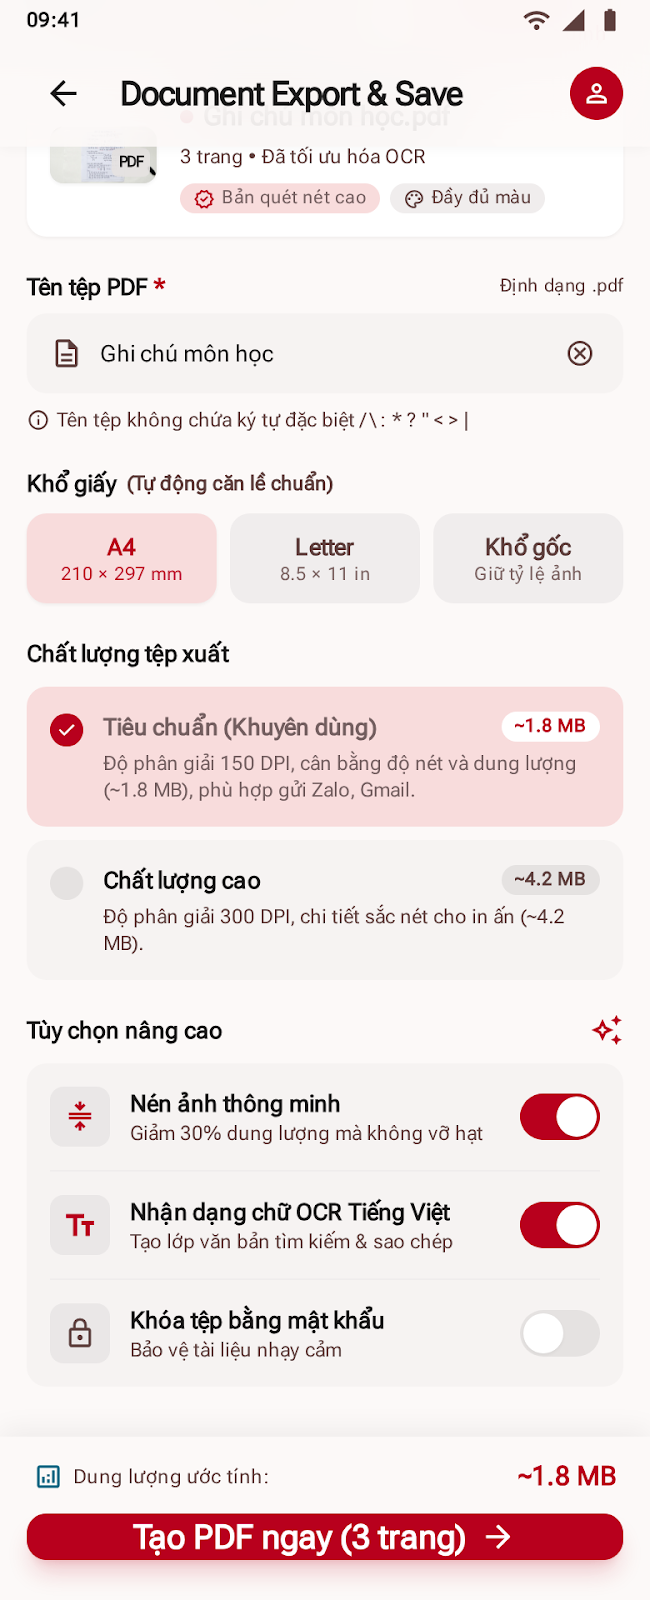 09:41
Document Export & Save
Ghi chú môn học.pdf
PDF
3 trang • Đã tối ưu hóa OCR
Bản quét nét cao
Đầy đủ màu
Tên tệp PDF *
Định dạng .pdf
Ghi chú môn học
Tên tệp không chứa ký tự đặc biệt / \ : * ? " < > |
Khổ giấy (Tự động căn lề chuẩn)
A4
210 × 297 mm
Letter
8.5 × 11 in
Khổ gốc
Giữ tỷ lệ ảnh
Chất lượng tệp xuất
Tiêu chuẩn (Khuyên dùng)
~1.8 MB
Độ phân giải 150 DPI, cân bằng độ nét và dung lượng
(~1.8 MB), phù hợp gửi Zalo, Gmail.
Chất lượng cao
~4.2 MB
Độ phân giải 300 DPI, chi tiết sắc nét cho in ấn (~4.2
MB).
Tùy chọn nâng cao
Nén ảnh thông minh
Giảm 30% dung lượng mà không vỡ hạt
Nhận dạng chữ OCR Tiếng Việt
Tạo lớp văn bản tìm kiếm & sao chép
Khóa tệp bằng mật khẩu
Bảo vệ tài liệu nhạy cảm
Dung lượng ước tính:
~1.8 MB
Tạo PDF ngay (3 trang)